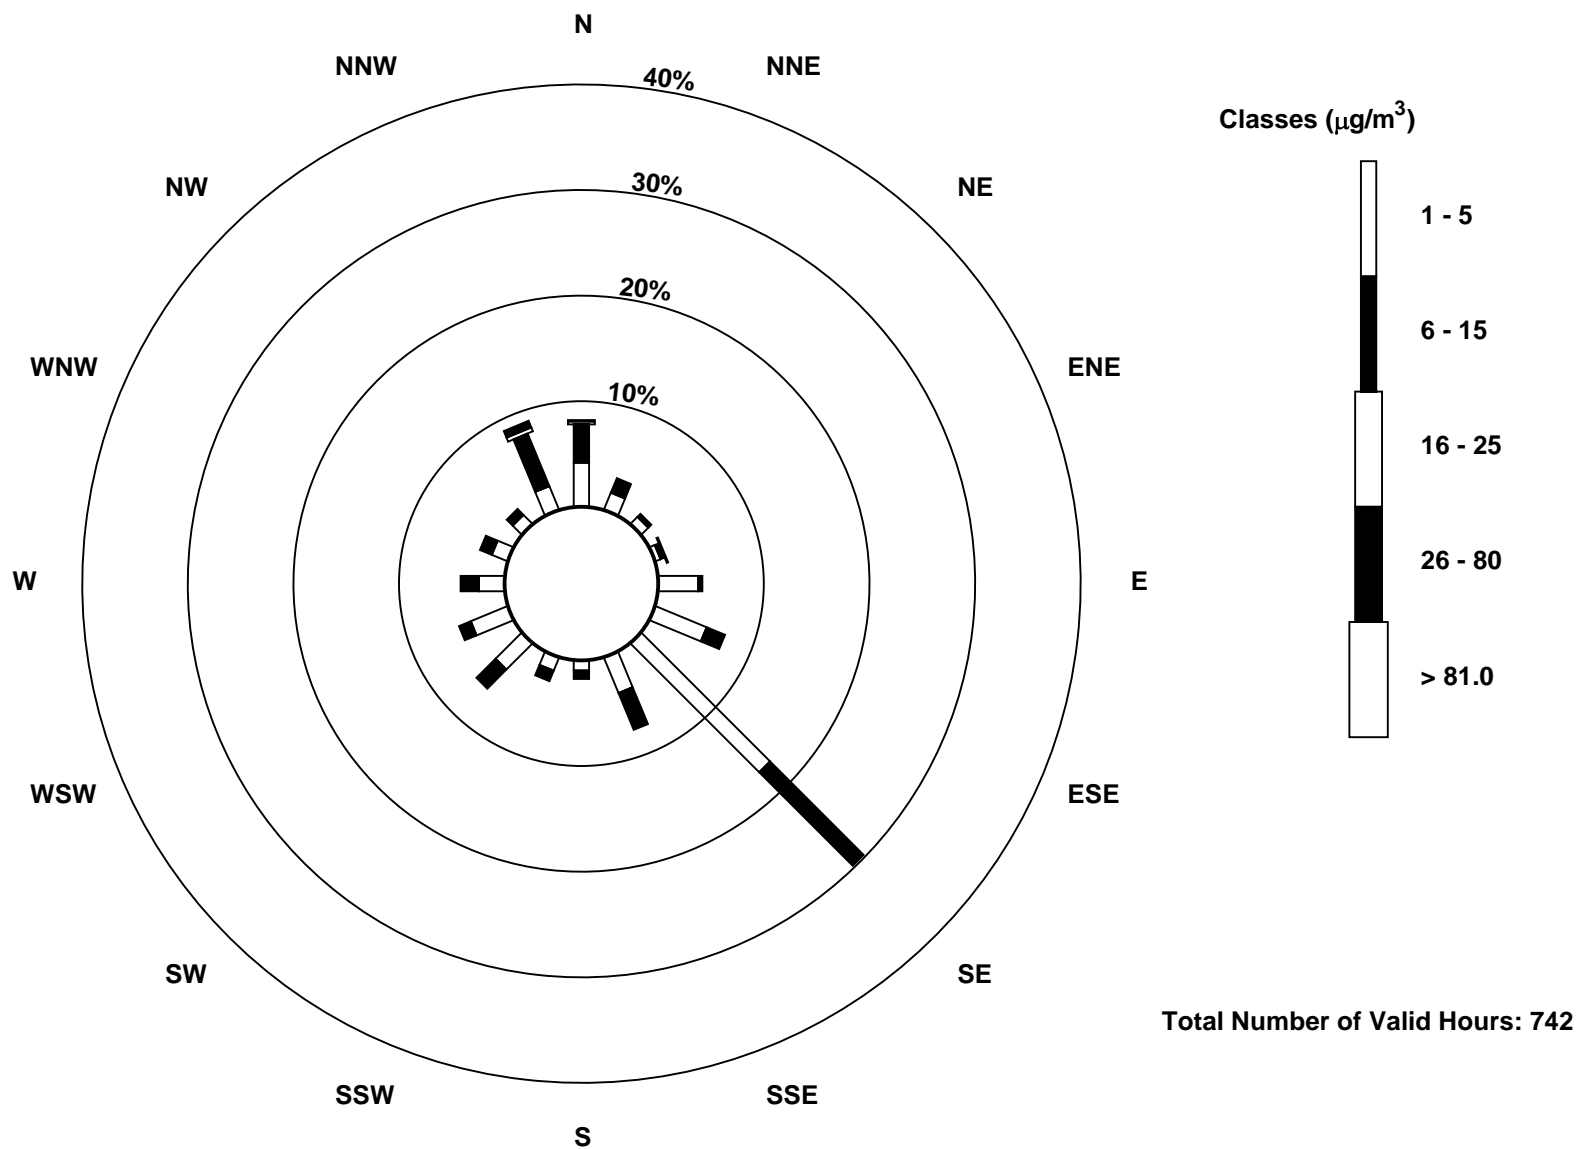 N
NNW
NNE
40%
Classes (μg/m³)
30%
NW
NE
1 - 5
20%
6 - 15
WNW
ENE
10%
16 - 25
26 - 80
W
E
> 81.0
WSW
ESE
SW
SE
Total Number of Valid Hours: 742
SSW
SSE
S